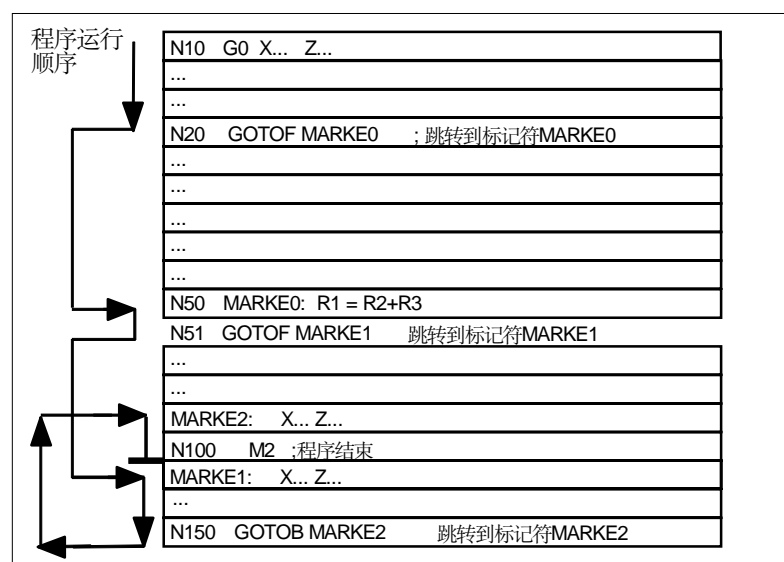 程序运行
顺序
N10 G0 X... Z...
...
...
N20 GOTOF MARKE0 ; 跳转到标记符MARKE0
...
...
...
...
...
N50 MARKE0: R1 = R2+R3
N51 GOTOF MARKE1 跳转到标记符MARKE1
...
...
MARKE2: X... Z...
N100 M2 ;程序结束
MARKE1: X... Z...
...
N150 GOTOB MARKE2 跳转到标记符MARKE2